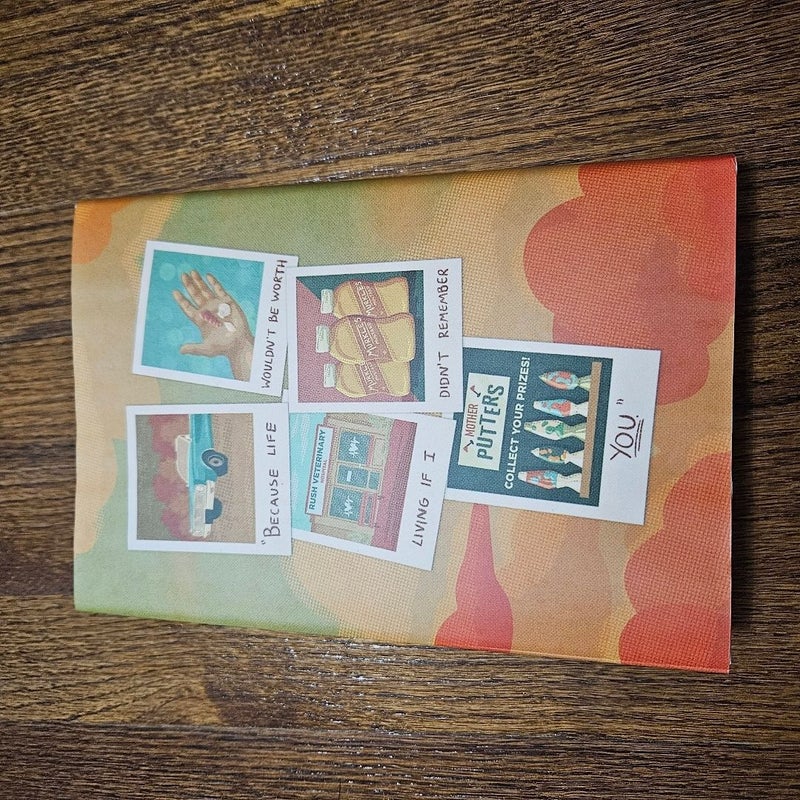 "BECAUSE LIFE
WOULDN'T BE WORTH
RUSH VETERINARY
LIVING IF I
DIDN'T REMEMBER
MOTHER
PUTTERS
COLLECT YOUR PRIZES!
YOU."